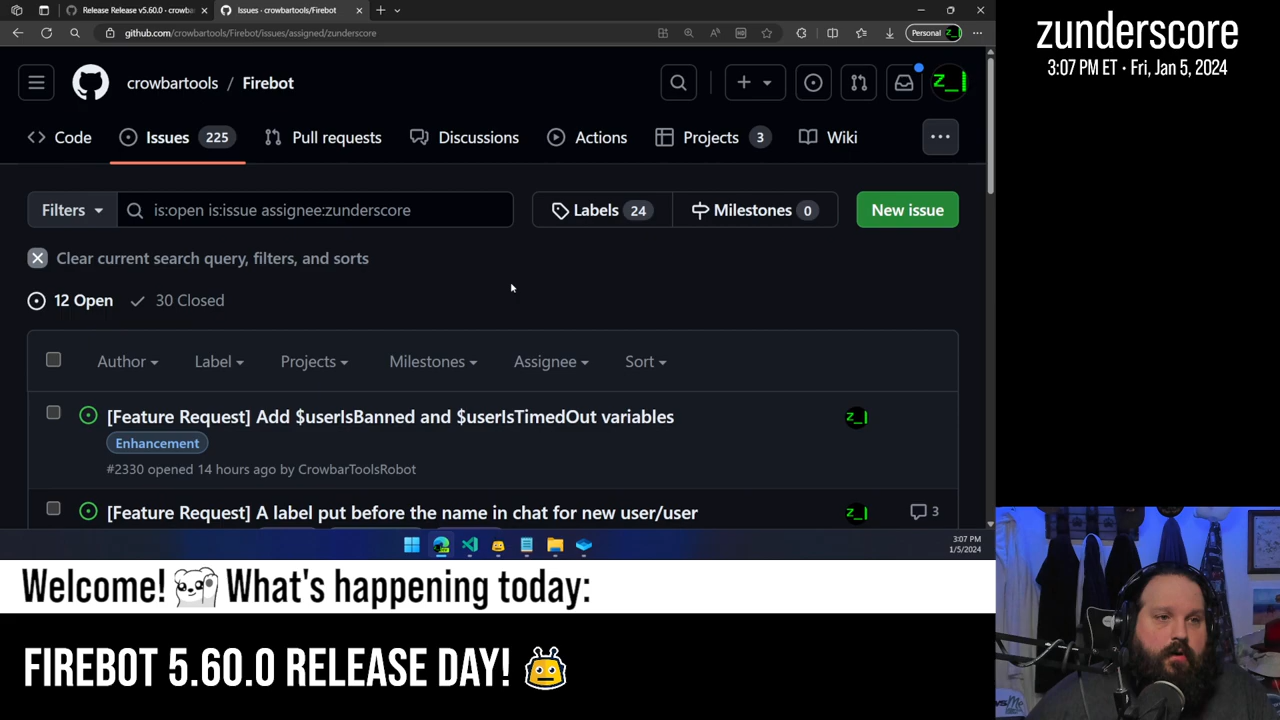 Release Release v5.60.0 · crowba
Issues · crowbartools/Firebot
github.com/crowbartools/Firebot/issues/assigned/zunderscore
Personal
zunderscore
3:07 PM ET · Fri, Jan 5, 2024
crowbartools / Firebot
Code
Issues 225
Pull requests
Discussions
Actions
Projects 3
Wiki
Filters
is:open is:issue assignee:zunderscore
Labels 24
Milestones 0
New issue
Clear current search query, filters, and sorts
12 Open
30 Closed
Author
Label
Projects
Milestones
Assignee
Sort
[Feature Request] Add $userIsBanned and $userIsTimedOut variables
Enhancement
#2330 opened 14 hours ago by CrowbarToolsRobot
[Feature Request] A label put before the name in chat for new user/user
3
3:07 PM
1/5/2024
Welcome! What's happening today:
FIREBOT 5.60.0 RELEASE DAY!